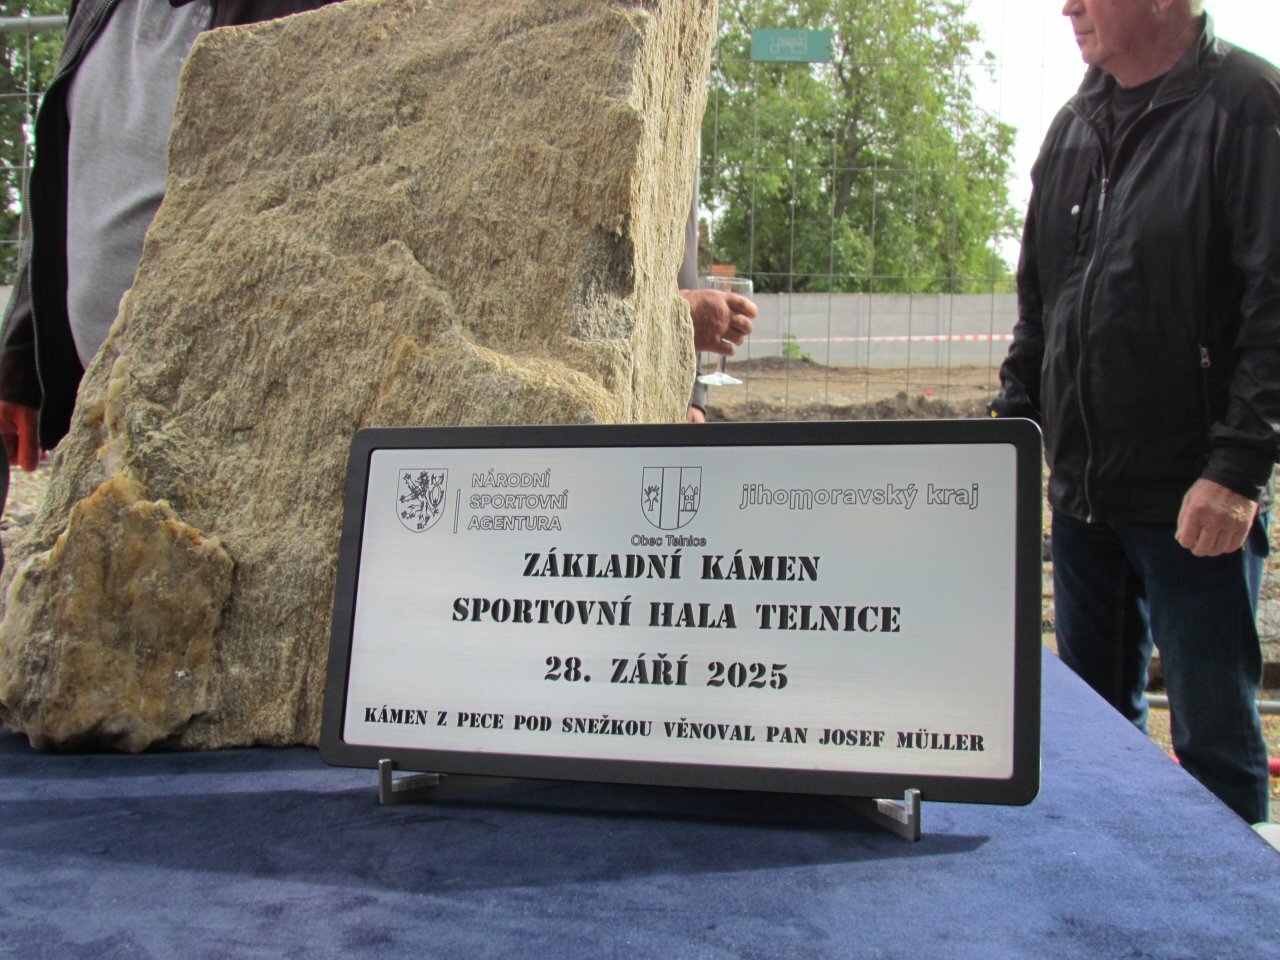 NÁRODNÍ
SPORTOVNÍ
AGENTURA
Obec Telnice
jihomoravský kraj
ZÁKLADNÍ KÁMEN
SPORTOVNÍ HALA TELNICE
28. ZÁŘÍ 2025
KÁMEN Z PECE POD SNEŽKOU VĚNOVAL PAN JOSEF MÜLLER